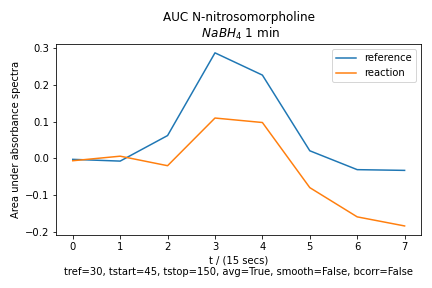 AUC N-nitrosomorpholine
NaBH₄ 1 min
reference
reaction
Area under absorbance spectra
0.3
0.2
0.1
0.0
−0.1
−0.2
0 1 2 3 4 5 6 7
t / (15 secs)
tref=30, tstart=45, tstop=150, avg=True, smooth=False, bcorr=False